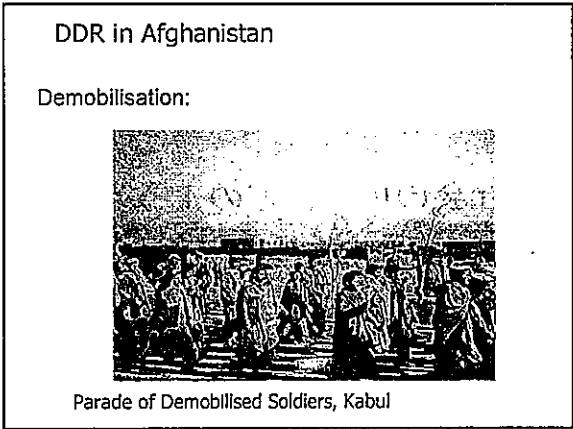 DDR in Afghanistan
Demobilisation:
Parade of Demobilised Soldiers, Kabul